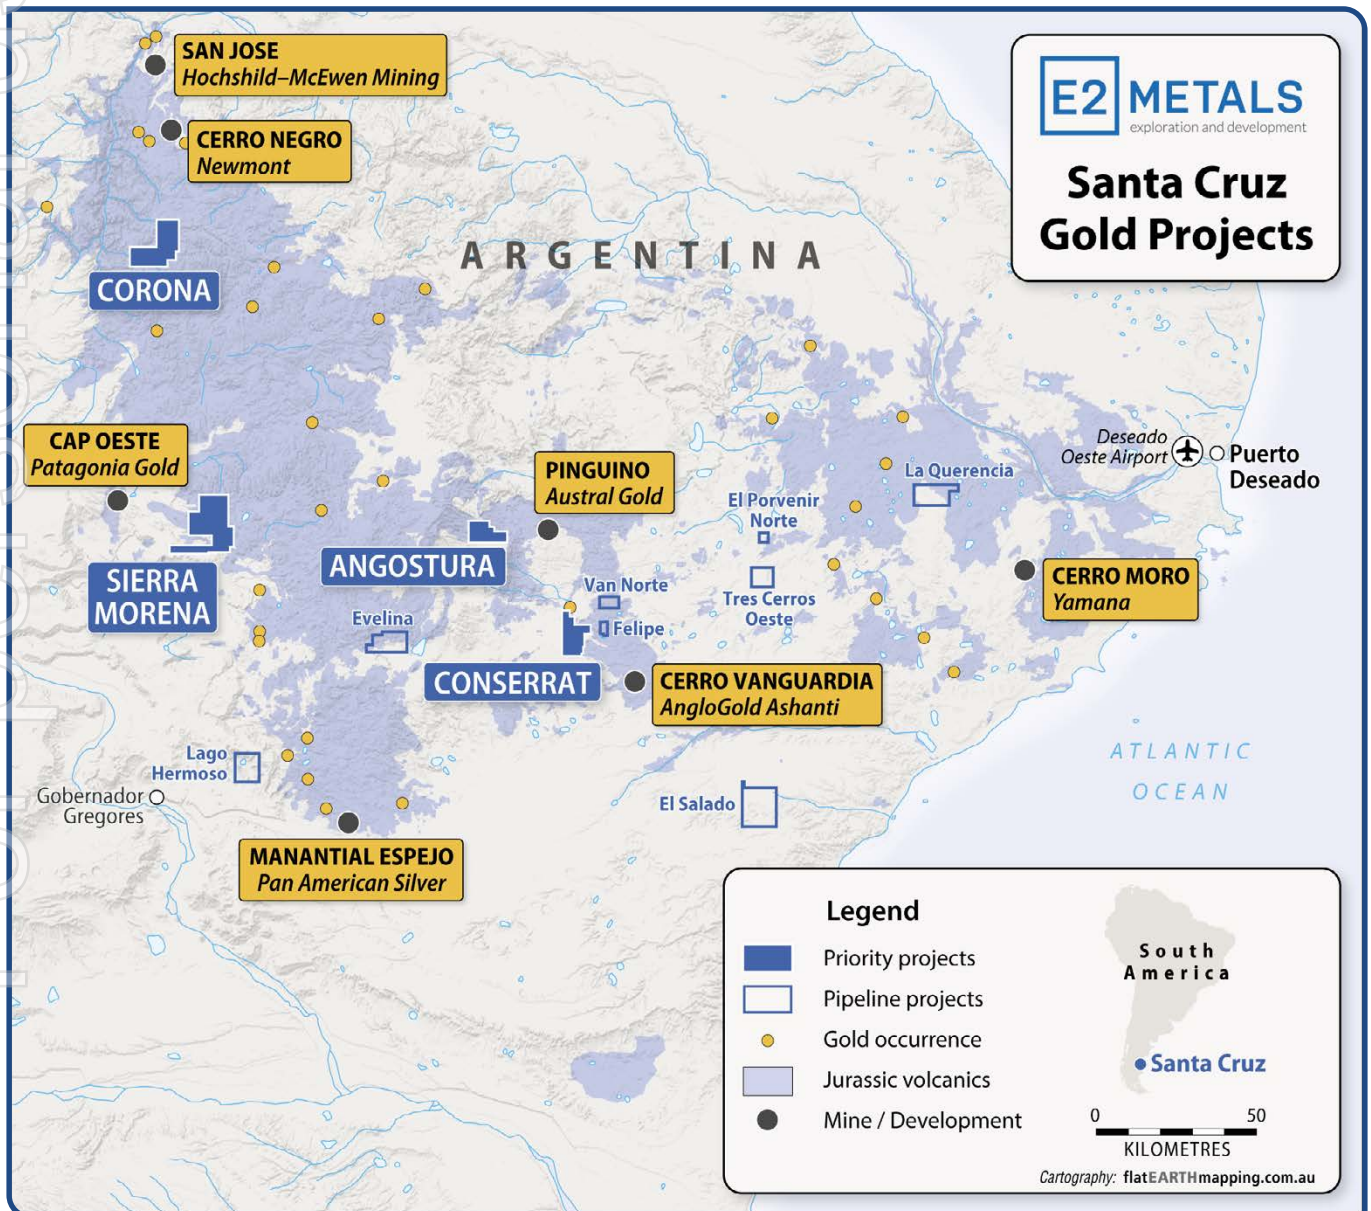 SAN JOSE
Hochshild–McEwen Mining
CERRO NEGRO
Newmont
E2 METALS
exploration and development
Santa Cruz
Gold Projects
ARGENTINA
CORONA
CAP OESTE
Patagonia Gold
PINGUINO
Austral Gold
Deseado
Oeste Airport
Puerto
Deseado
La Querencia
El Porvenir
Norte
SIERRA
MORENA
ANGOSTURA
Van Norte
Tres Cerros
Oeste
CERRO MORO
Yamana
Evelina
Felipe
CONSERRAT
CERRO VANGUARDIA
AngloGold Ashanti
Lago
Hermoso
Gobernador
Gregores
El Salado
ATLANTIC
OCEAN
MANANTIAL ESPEJO
Pan American Silver
Legend
Priority projects
Pipeline projects
Gold occurrence
Jurassic volcanics
Mine / Development
South
America
Santa Cruz
0 50
KILOMETRES
Cartography: flatEARTHmapping.com.au